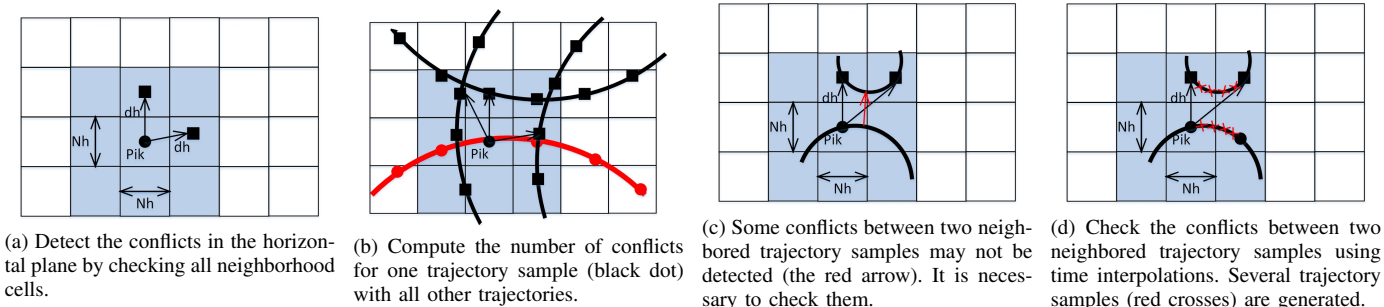 dh
dh
Nh
Pik
Nh
(a) Detect the conflicts in the horizon-
tal plane by checking all neighborhood
cells.
Pik
(b) Compute the number of conflicts
for one trajectory sample (black dot)
with all other trajectories.
dh
Nh
Pik
Nh
(c) Some conflicts between two neigh-
bored trajectory samples may not be
detected (the red arrow). It is neces-
sary to check them.
dh
Nh
Pik
Nh
(d) Check the conflicts between two
neighbored trajectory samples using
time interpolations. Several trajectory
samples (red crosses) are generated.